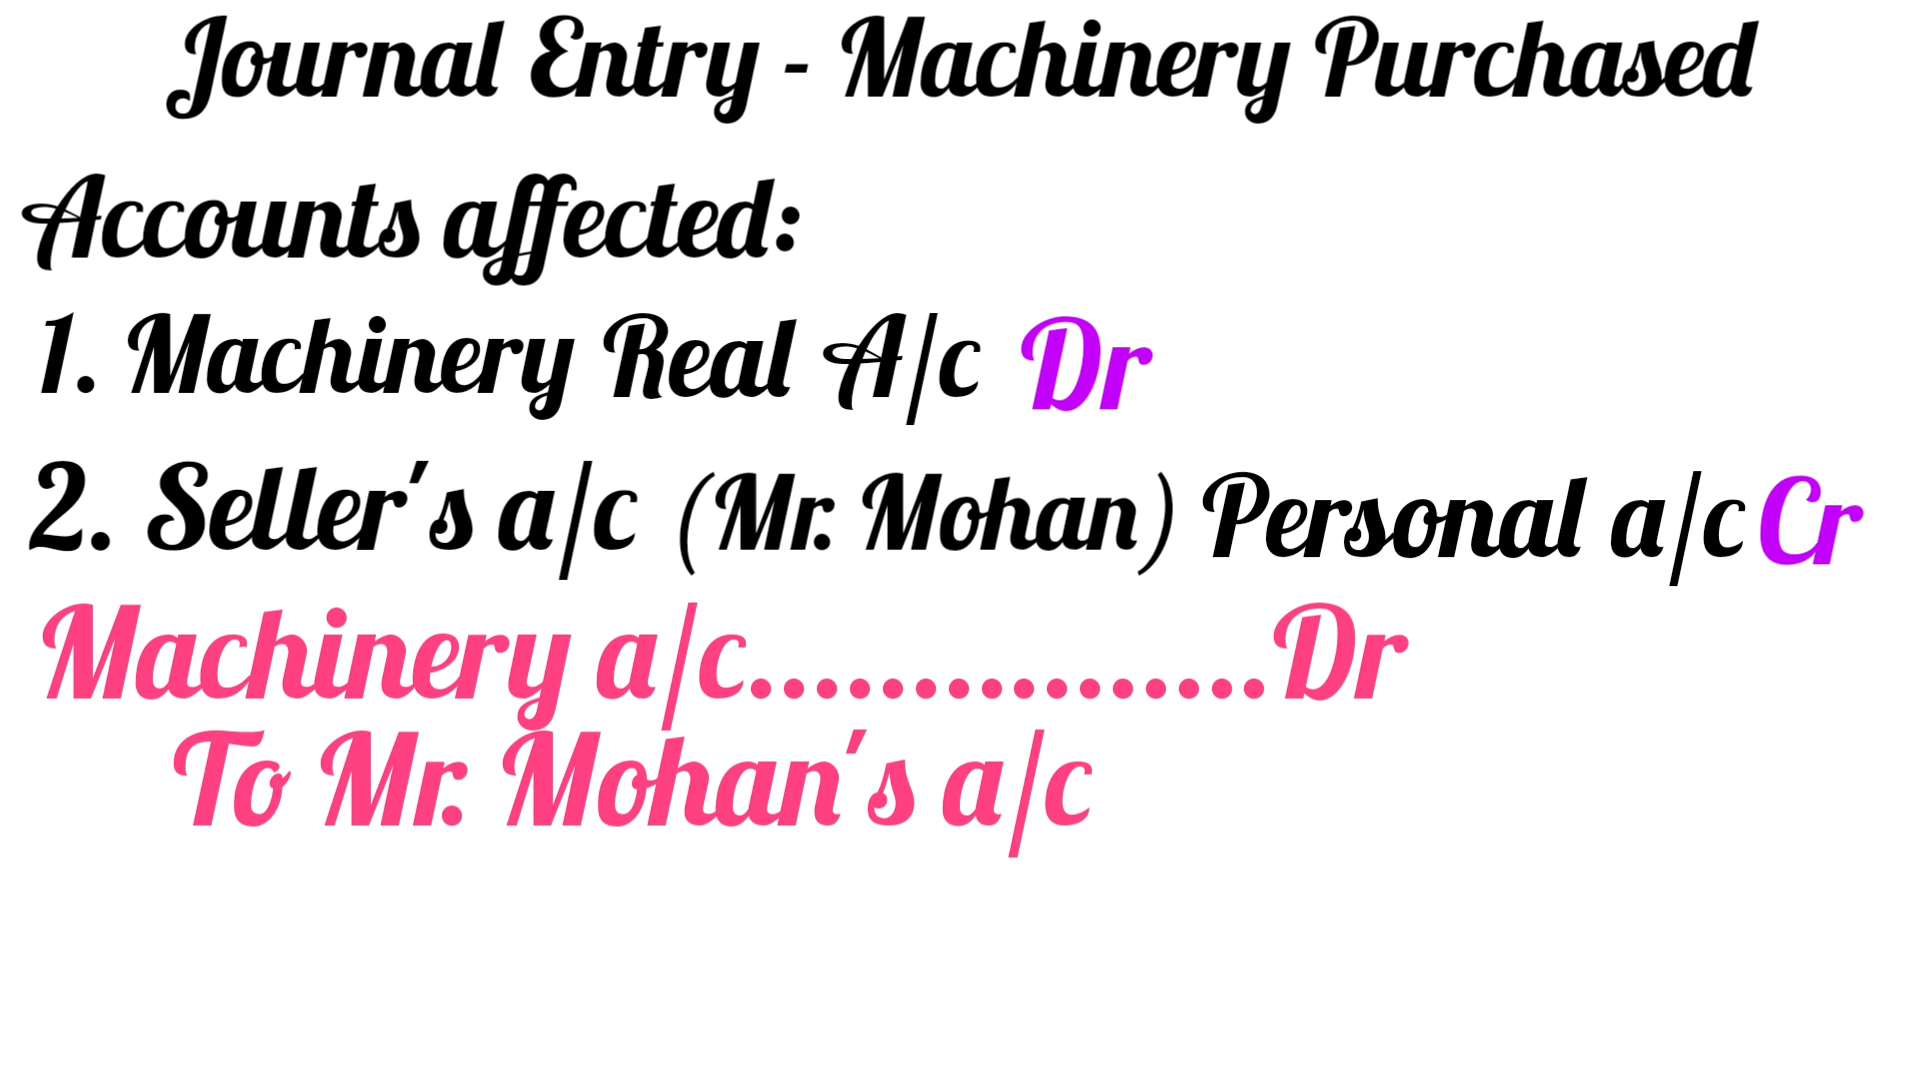 Journal Entry - Machinery Purchased
Accounts affected:
1. Machinery Real A/c Dr
2. Seller's a/c (Mr. Mohan) Personal a/c Cr
Machinery a/c................Dr
To Mr. Mohan's a/c